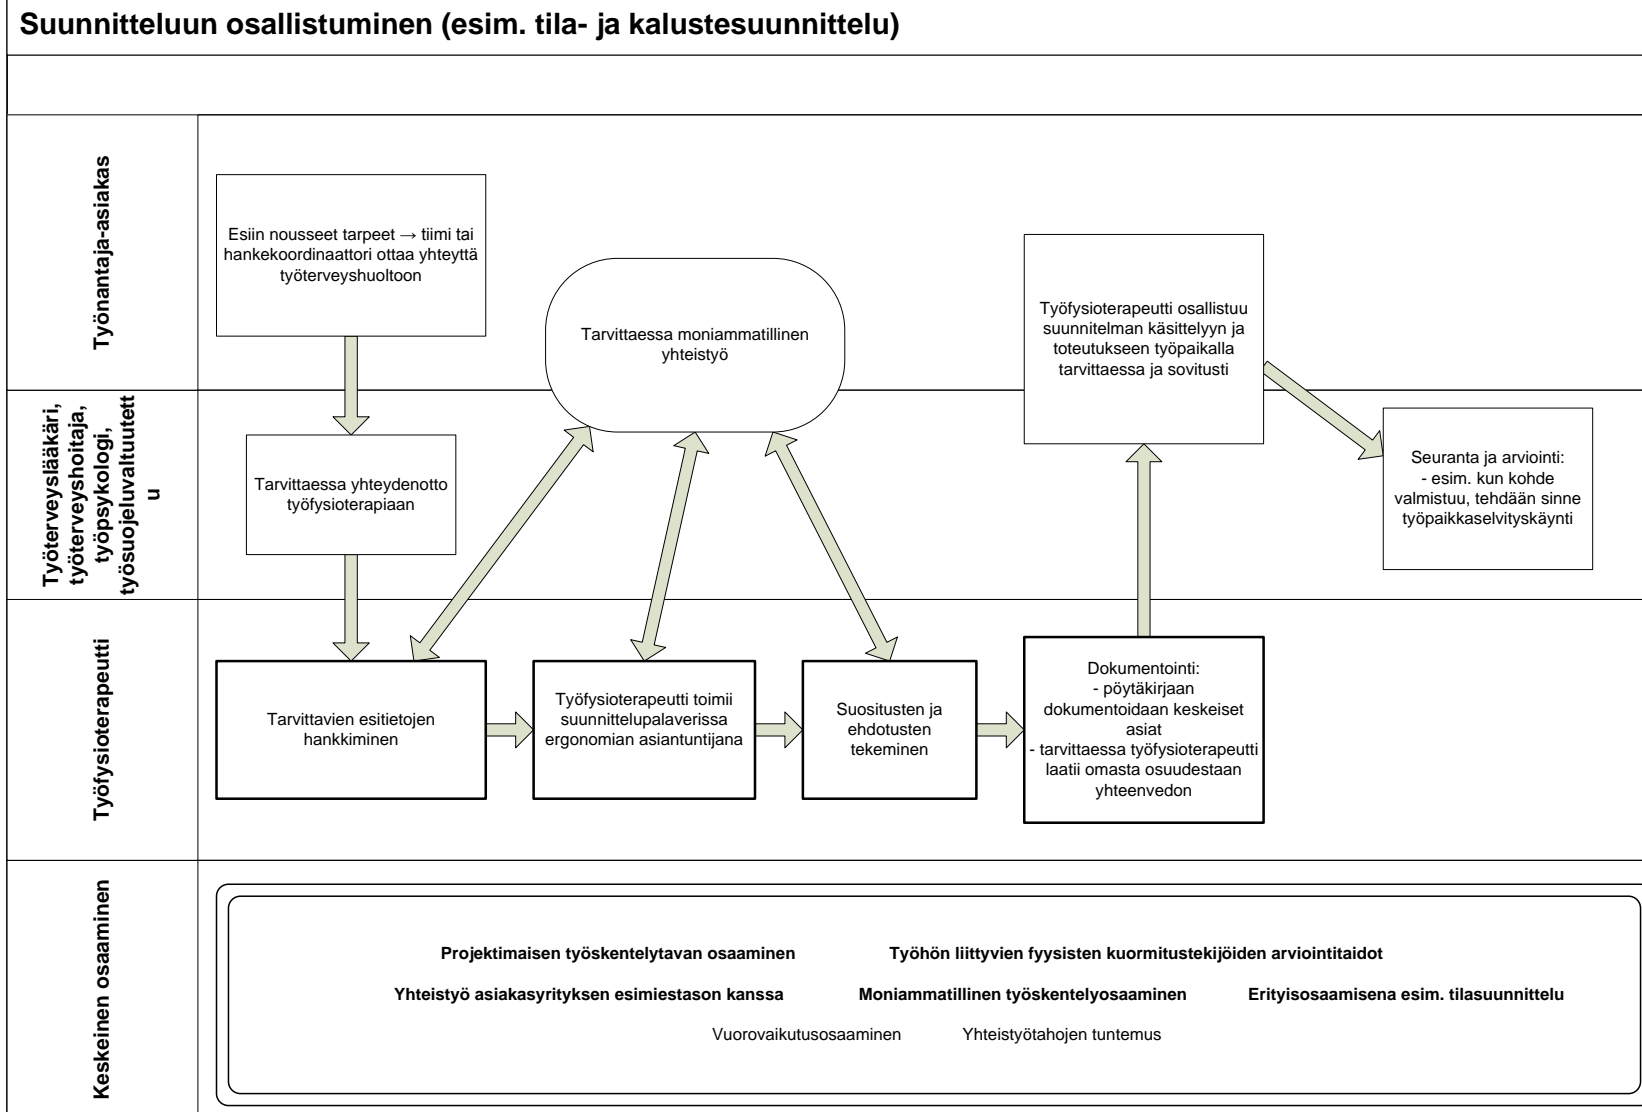 Suunnitteluun osallistuminen (esim. tila- ja kalustesuunnittelu)
Työnantaja-asiakas
Esiin nousseet tarpeet → tiimi tai
hankekoordinaattori ottaa yhteyttä
työterveyshuoltoon
Tarvittaessa moniammatillinen
yhteistyö
Työfysioterapeutti osallistuu
suunnitelman käsittelyyn ja
toteutukseen työpaikalla
tarvittaessa ja sovitusti
Työterveyslääkäri,
työterveyshoitaja,
työpsykologi,
työsuojeluvaltuutett
u
Tarvittaessa yhteydenotto
työfysioterapiaan
Seuranta ja arviointi:
- esim. kun kohde
valmistuu, tehdään sinne
työpaikkaselvityskäynti
Työfysioterapeutti
Tarvittavien esitietojen
hankkiminen
Työfysioterapeutti toimii
suunnittelupalaverissa
ergonomian asiantuntijana
Suositusten ja
ehdotusten
tekeminen
Dokumentointi:
- pöytäkirjaan
dokumentoidaan keskeiset
asiat
- tarvittaessa työfysioterapeutti
laatii omasta osuudestaan
yhteenvedon
Keskeinen osaaminen
Projektimaisen työskentelytavan osaaminen Työhön liittyvien fyysisten kuormitustekijöiden arviointitaidot
Yhteistyö asiakasyrityksen esimiestason kanssa Moniammatillinen työskentelyosaaminen Erityisosaamisena esim. tilasuunnittelu
Vuorovaikutusosaaminen Yhteistyötahojen tuntemus